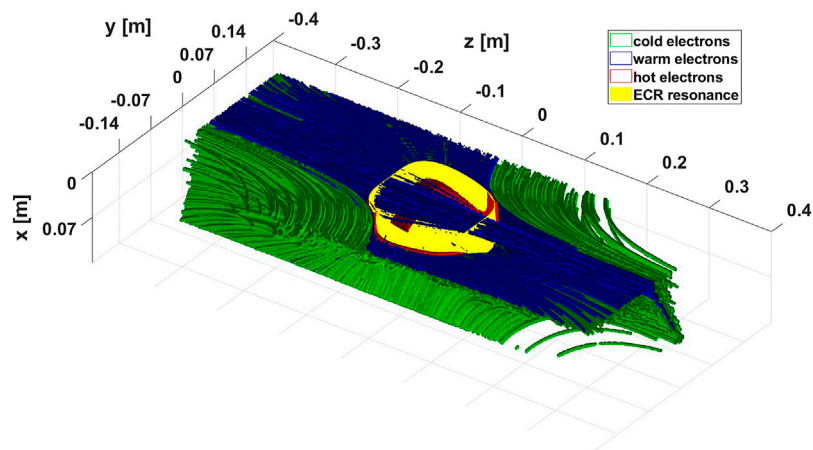 y [m]
0.14
0.07
0
-0.07
-0.14
-0.4
-0.3
-0.2
-0.1
0
0.1
0.2
0.3
0.4
z [m]
x [m]
0
0.07
cold electrons
warm electrons
hot electrons
ECR resonance